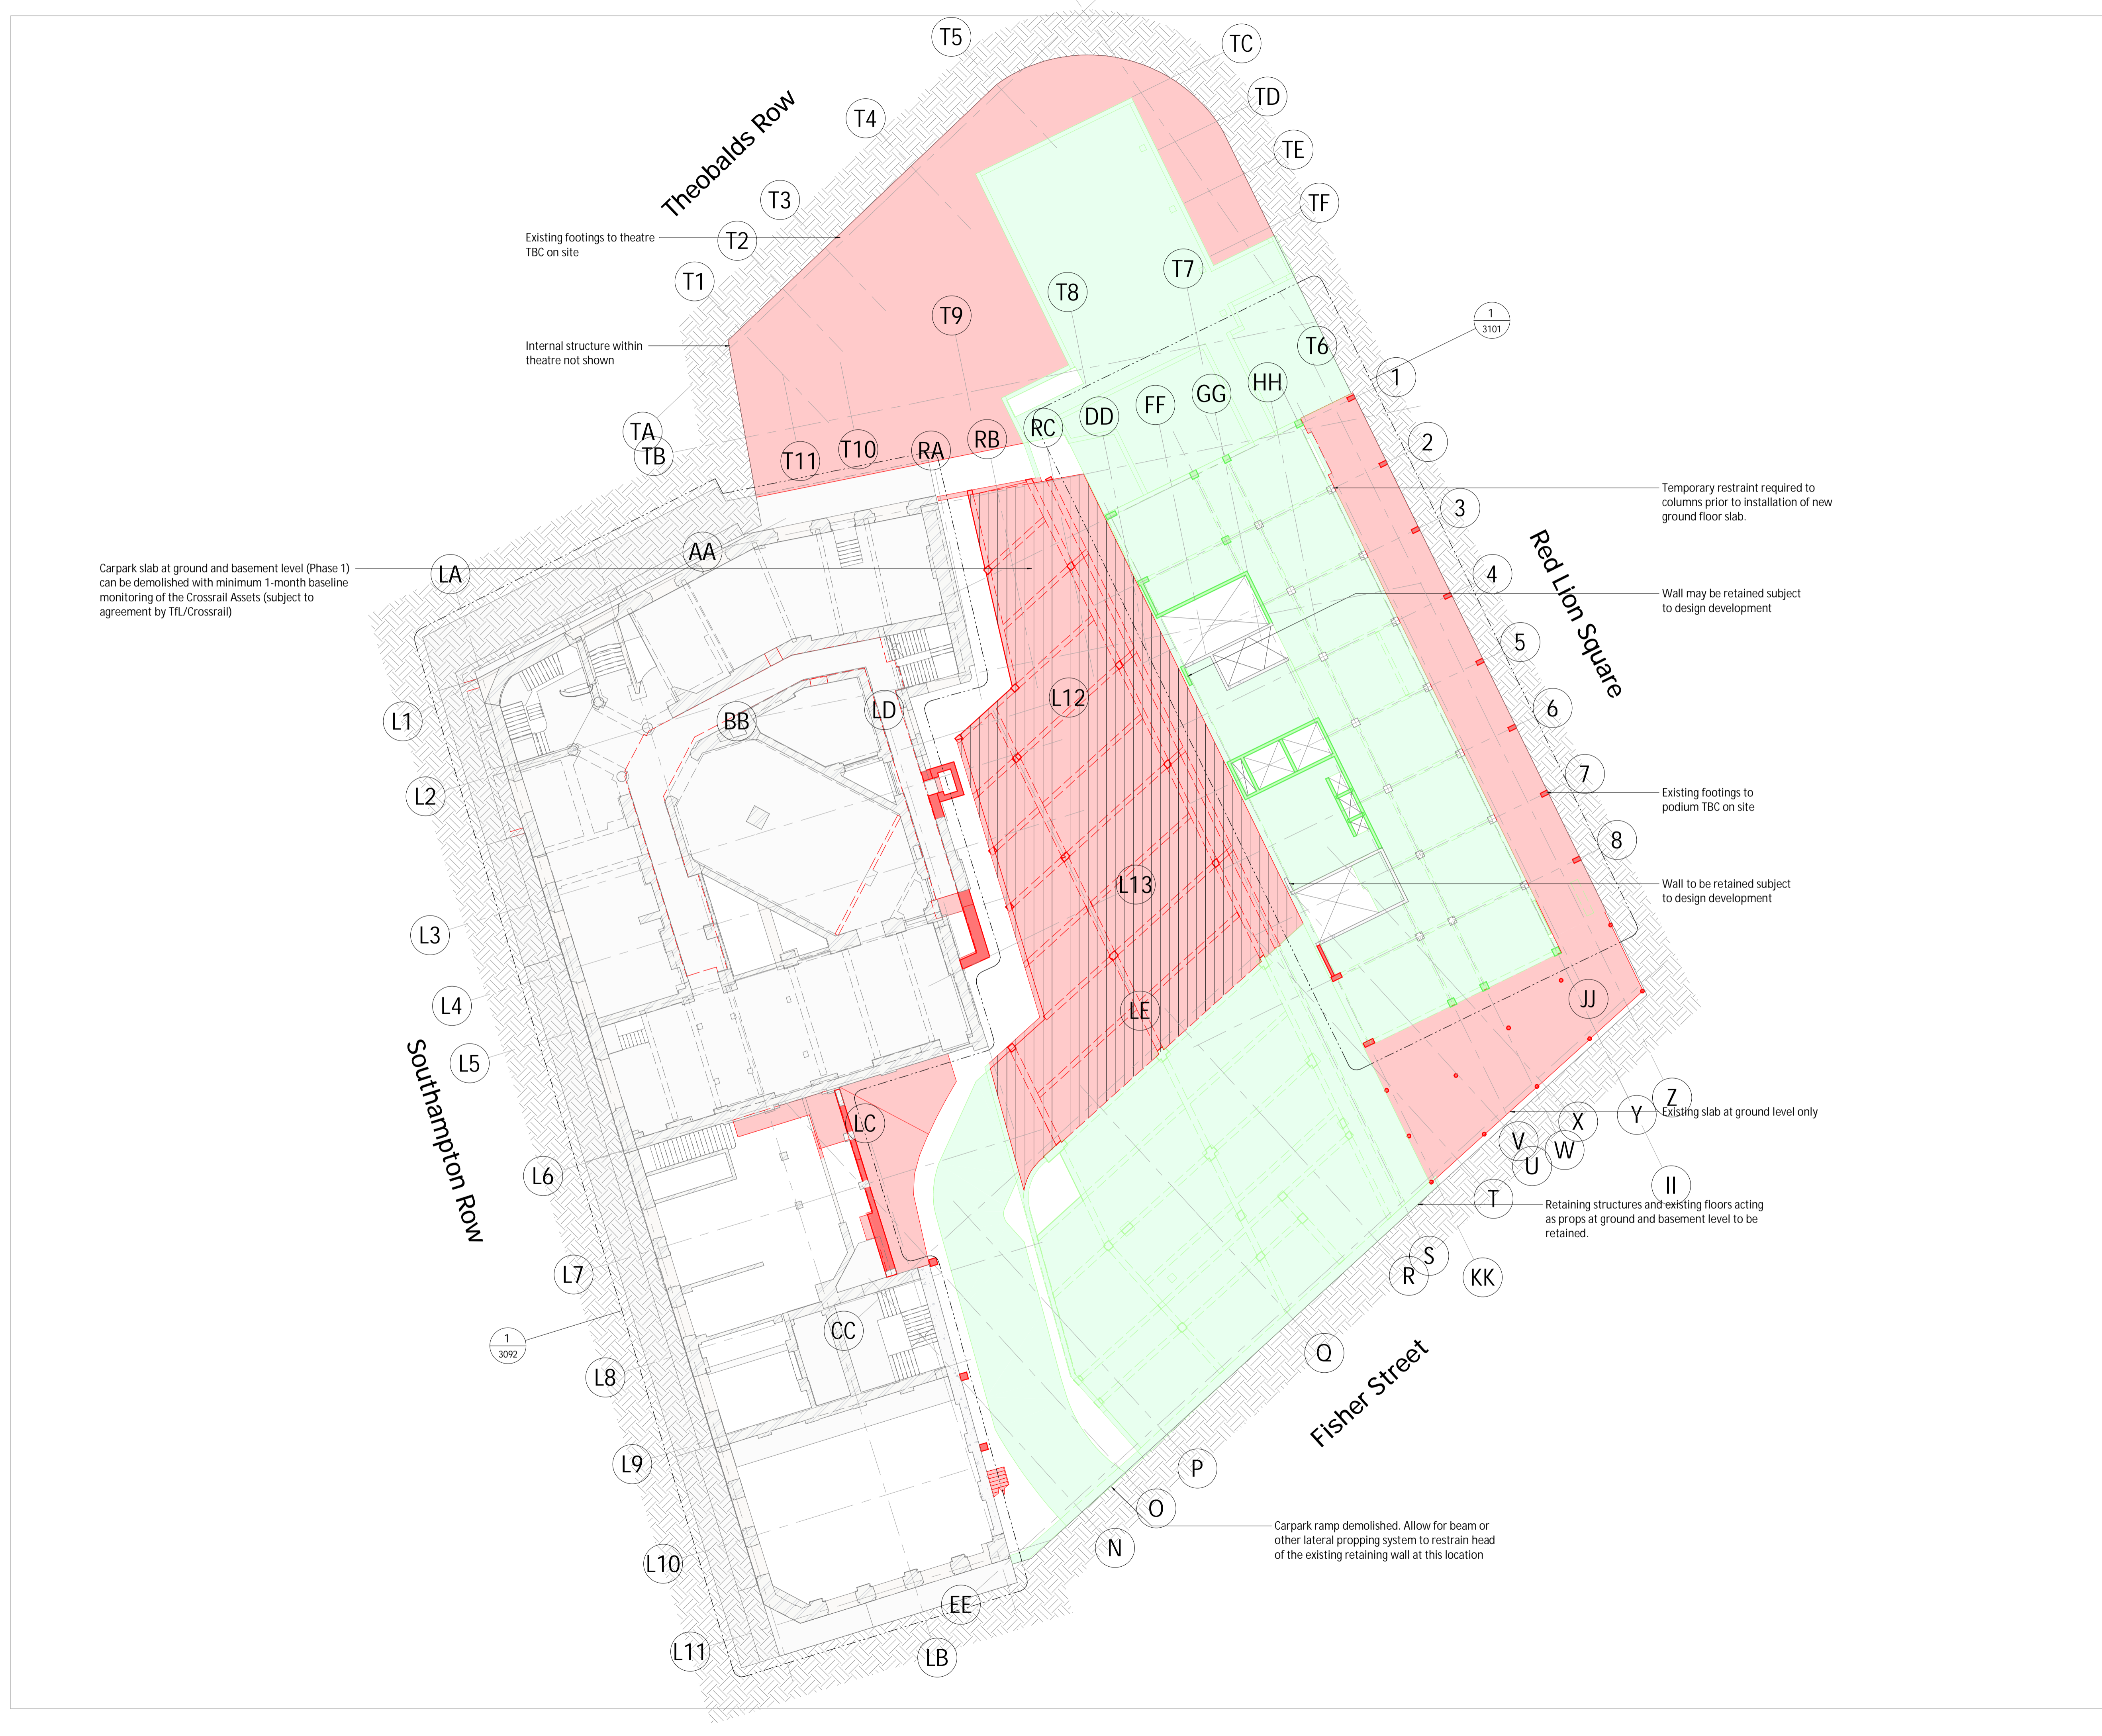 T5
TC
TD
T4
TE
Theobalds Row
T3
TF
Existing footings to theatre
TBC on site
T2
T1
T7
T8
T9
1
3101
Internal structure within
theatre not shown
T6
1
HH
GG
FF
DD
RC
RB
RA
TA
TB
T10
T11
2
Temporary restraint required to
columns prior to installation of new
ground floor slab.
3
Carpark slab at ground and basement level (Phase 1)
can be demolished with minimum 1-month baseline
monitoring of the Crossrail Assets (subject to
agreement by TfL/Crossrail)
LA
AA
4
Red Lion Square
Wall may be retained subject
to design development
5
L1
BB
LD
L12
6
L2
7
Existing footings to
podium TBC on site
8
L13
Wall to be retained subject
to design development
L3
L4
LE
JJ
L5
Southampton Row
Z
Y
X
Existing slab at ground level only
LC
V
W
U
L6
II
T
Retaining structures and existing floors acting
as props at ground and basement level to be
retained.
S
R
KK
L7
CC
1
3092
Q
Fisher Street
L8
L9
P
O
N
Carpark ramp demolished. Allow for beam or
other lateral propping system to restrain head
of the existing retaining wall at this location
L10
EE
L11
LB